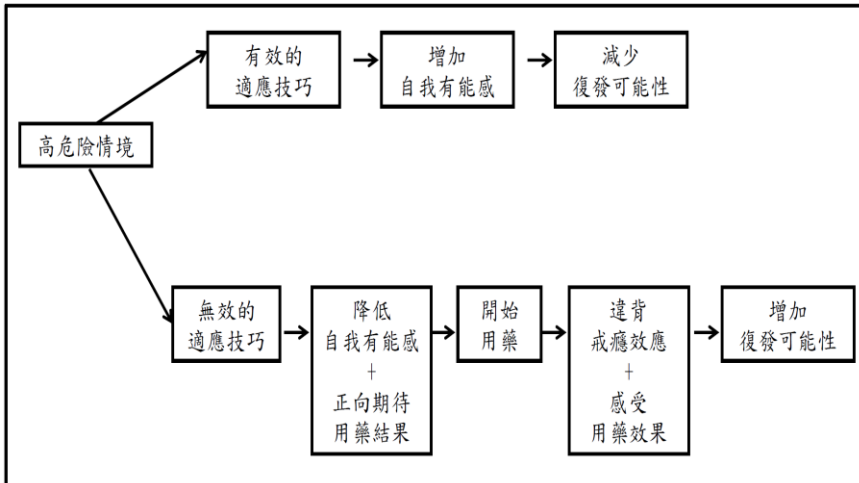 有效的
適應技巧
增加
自我有能感
減少
復發可能性
高危險情境
無效的
適應技巧
降低
自我有能感
+
正向期待
用藥結果
開始
用藥
違背
戒癮效應
+
感受
用藥效果
增加
復發可能性